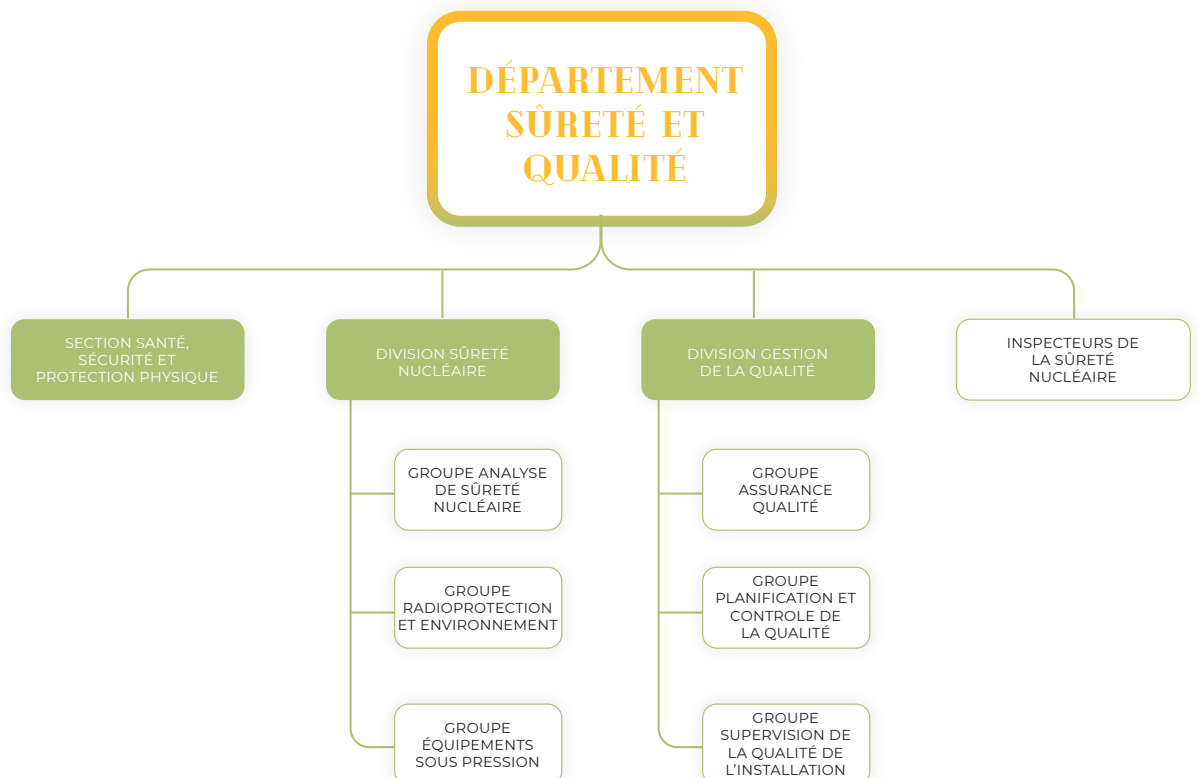 DÉPARTEMENT
SÛRETÉ ET
QUALITÉ
SECTION SANTÉ,
SÉCURITÉ ET
PROTECTION PHYSIQUE
DIVISION SÛRETÉ
NUCLÉAIRE
DIVISION GESTION
DE LA QUALITÉ
INSPECTEURS DE
LA SÛRETÉ
NUCLÉAIRE
GROUPE ANALYSE
DE SÛRETÉ
NUCLÉAIRE
GROUPE
RADIOPROTECTION
ET ENVIRONNEMENT
GROUPE
ÉQUIPEMENTS
SOUS PRESSION
GROUPE
ASSURANCE
QUALITÉ
GROUPE
PLANIFICATION ET
CONTROLE DE
LA QUALITÉ
GROUPE
SUPERVISION DE
LA QUALITÉ DE
L'INSTALLATION